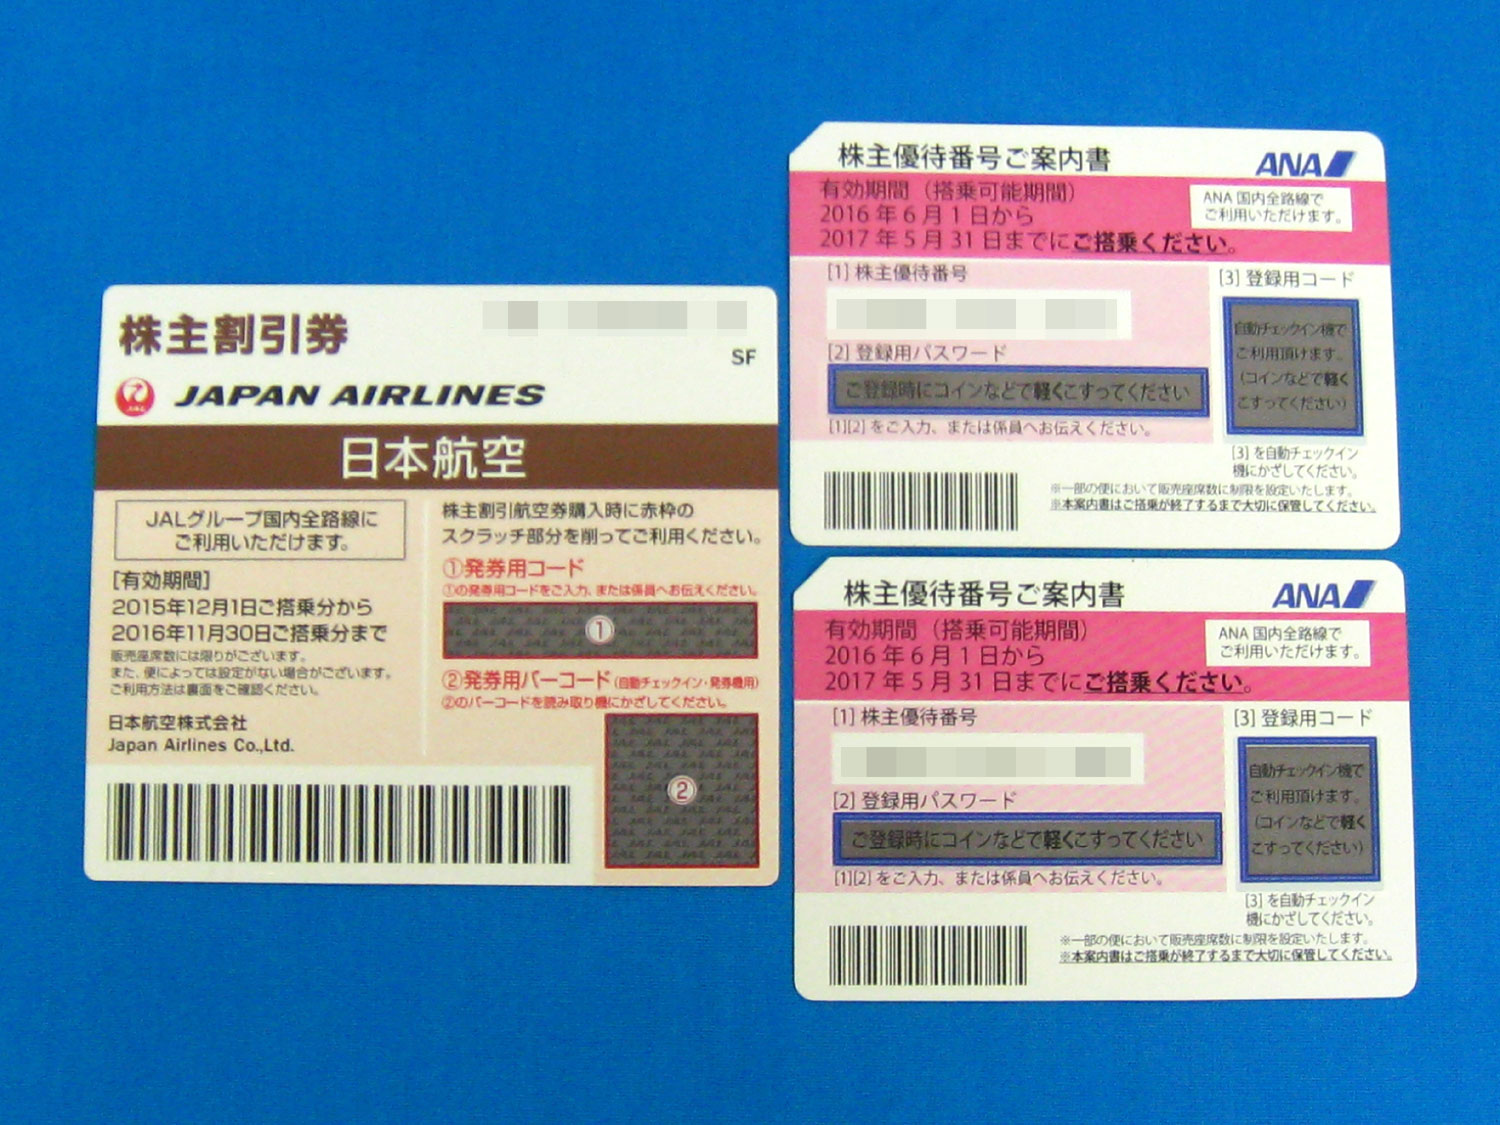 株主割引券
SF
JAPAN AIRLINES
日本航空
JALグループ国内全路線に
ご利用いただけます。
[有効期間]
2015年12月1日ご搭乗分から
2016年11月30日ご搭乗分まで
販売座席数には限りがございます。
また、便によっては設定がない場合がございます。
ご利用方法は裏面をご確認ください。
日本航空株式会社
Japan Airlines Co.,Ltd.
株主割引航空券購入時に赤枠の
スクラッチ部分を削ってご利用ください。
①発券用コード
①の発券用コードをご入力、または係員へお伝えください。
①
②発券用バーコード(自動チェックイン・発券機用)
②のバーコードを読み取り機にかざしてください。
②
株主優待番号ご案内書
ANA
有効期間（搭乗可能期間）
2016年6月1日から
2017年5月31日までにご搭乗ください。
ANA 国内全路線で
ご利用いただけます。
[1] 株主優待番号
[2] 登録用パスワード
ご登録時にコインなどで軽くこすってください
[1][2] をご入力、または係員へお伝えください。
[3] 登録用コード
自動チェックイン機で
ご利用頂けます。
（コインなどで軽く
こすってください）
[3] を自動チェックイン
機にかざしてください。
※一部の便において販売座席数に制限を設定いたします。
※本案内書はご搭乗が終了するまで大切に保管してください。
株主優待番号ご案内書
ANA
有効期間（搭乗可能期間）
2016年6月1日から
2017年5月31日までにご搭乗ください。
ANA 国内全路線で
ご利用いただけます。
[1] 株主優待番号
[2] 登録用パスワード
ご登録時にコインなどで軽くこすってください
[1][2] をご入力、または係員へお伝えください。
[3] 登録用コード
自動チェックイン機で
ご利用頂けます。
（コインなどで軽く
こすってください）
[3] を自動チェックイン
機にかざしてください。
※一部の便において販売座席数に制限を設定いたします。
※本案内書はご搭乗が終了するまで大切に保管してください。